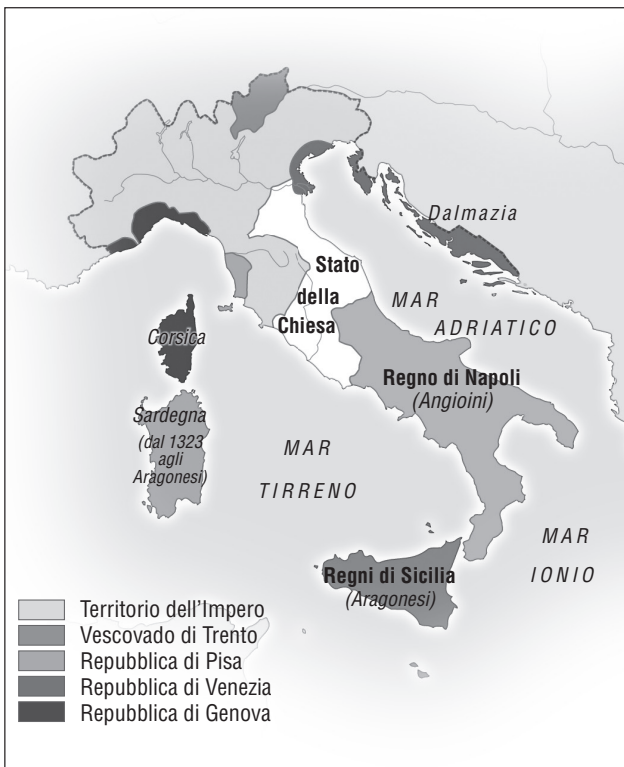 Dalmazia
Stato
della
Chiesa
MAR
ADRIATICO
Corsica
Regno di Napoli
(Angioini)
Sardegna
(dal 1323
agli
Aragonesi)
MAR
TIRRENO
MAR
IONIO
Regni di Sicilia
(Aragonesi)
Territorio dell'Impero
Vescovado di Trento
Repubblica di Pisa
Repubblica di Venezia
Repubblica di Genova